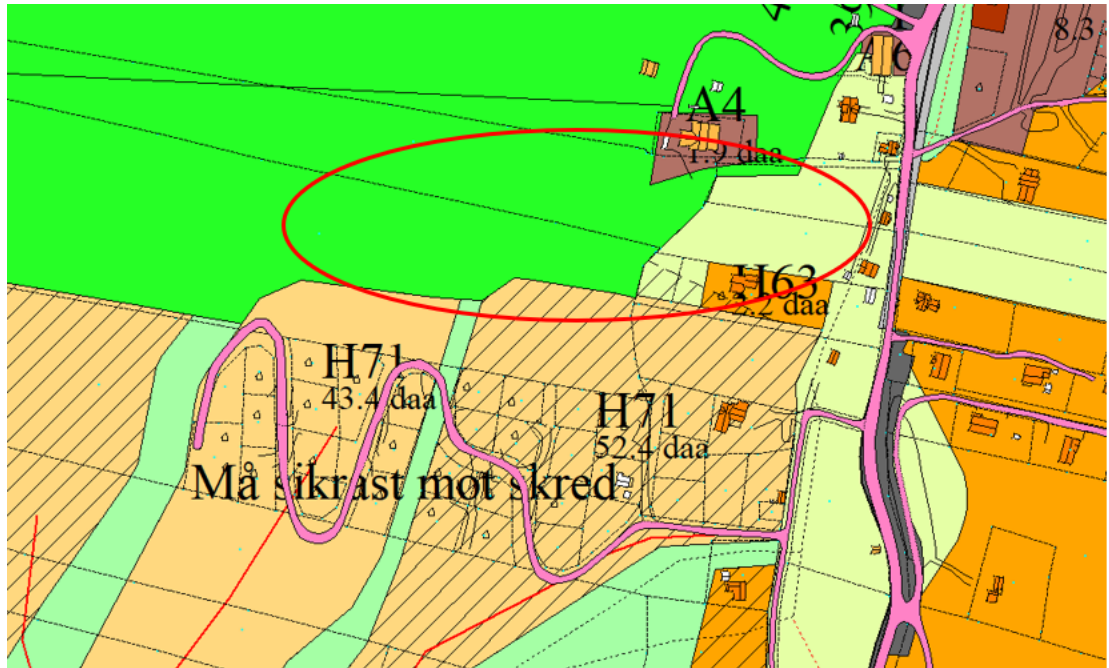 8.3
A4
1.9 daa
H63
3.2 daa
H71
43.4 daa
H71
52.4 daa
Må sikrast mot skred